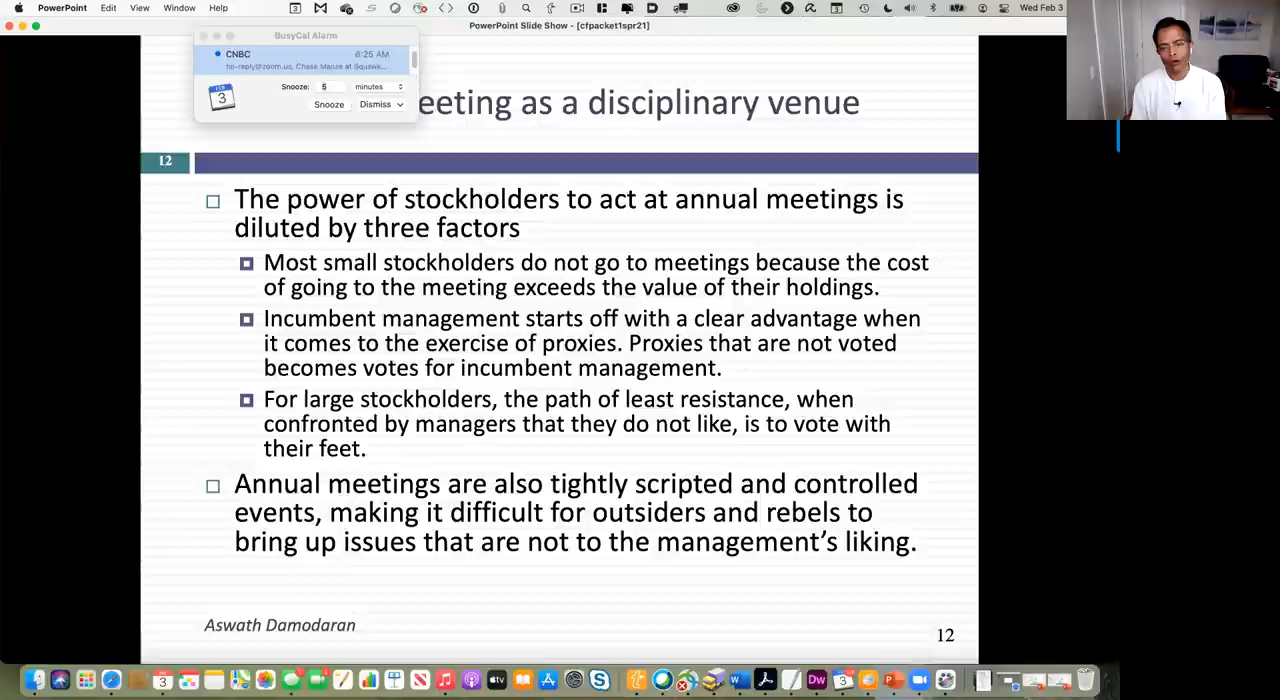 PowerPoint Edit View Window Help
Wed Feb 3
PowerPoint Slide Show - [cfpacket1spr21]
BusyCal Alarm
CNBC 8:25 AM
no-reply@zoom.us, Chase Manze at Squawk...
FEB
3
Snooze: 5 minutes
Snooze Dismiss
eeting as a disciplinary venue
12
The power of stockholders to act at annual meetings is
diluted by three factors
Most small stockholders do not go to meetings because the cost
of going to the meeting exceeds the value of their holdings.
Incumbent management starts off with a clear advantage when
it comes to the exercise of proxies. Proxies that are not voted
becomes votes for incumbent management.
For large stockholders, the path of least resistance, when
confronted by managers that they do not like, is to vote with
their feet.
Annual meetings are also tightly scripted and controlled
events, making it difficult for outsiders and rebels to
bring up issues that are not to the management's liking.
Aswath Damodaran
12